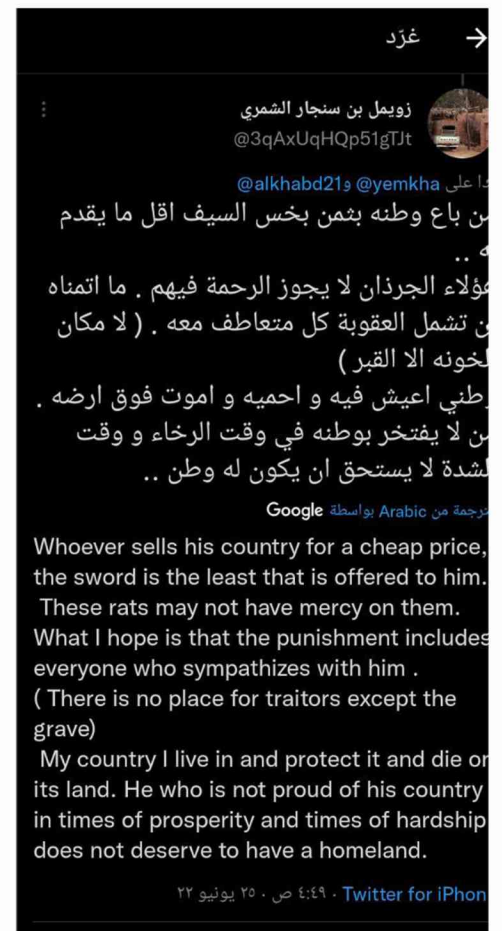 غرّد
زويمل بن سنجار الشمري
@3qAxUqHQp51gTJt
على @yemkha و@alkhabd21
باع وطنه بثمن بخس السيف اقل ما يقدم
..
الجرذان لا يجوز الرحمة فيهم . ما اتمناه
تشمل العقوبة كل متعاطف معه . ( لا مكان
الا القبر )
اعيش فيه و احميه و اموت فوق ارضه .
لا يفتخر بوطنه في وقت الرخاء و وقت
لا يستحق ان يكون له وطن ..
من Arabic بواسطة Google
Whoever sells his country for a cheap price,
the sword is the least that is offered to him.
These rats may not have mercy on them.
What I hope is that the punishment includes
everyone who sympathizes with him .
( There is no place for traitors except the
grave)
My country I live in and protect it and die on
its land. He who is not proud of his country
in times of prosperity and times of hardship
does not deserve to have a homeland.
٤:٤٩ ص · ٢٥ يونيو ٢٢ · Twitter for iPhon